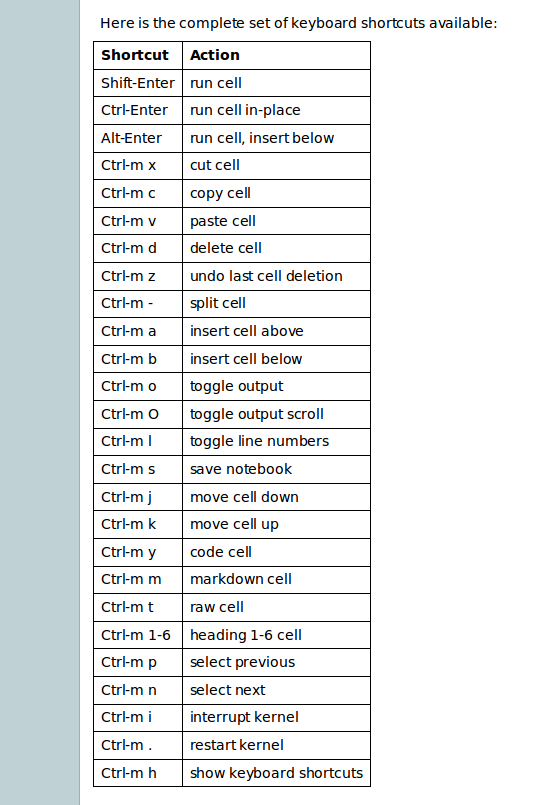 Here is the complete set of keyboard shortcuts available:
Shortcut Action
Shift-Enter run cell
Ctrl-Enter run cell in-place
Alt-Enter run cell, insert below
Ctrl-m x cut cell
Ctrl-m c copy cell
Ctrl-m v paste cell
Ctrl-m d delete cell
Ctrl-m z undo last cell deletion
Ctrl-m - split cell
Ctrl-m a insert cell above
Ctrl-m b insert cell below
Ctrl-m o toggle output
Ctrl-m O toggle output scroll
Ctrl-m l toggle line numbers
Ctrl-m s save notebook
Ctrl-m j move cell down
Ctrl-m k move cell up
Ctrl-m y code cell
Ctrl-m m markdown cell
Ctrl-m t raw cell
Ctrl-m 1-6 heading 1-6 cell
Ctrl-m p select previous
Ctrl-m n select next
Ctrl-m i interrupt kernel
Ctrl-m . restart kernel
Ctrl-m h show keyboard shortcuts